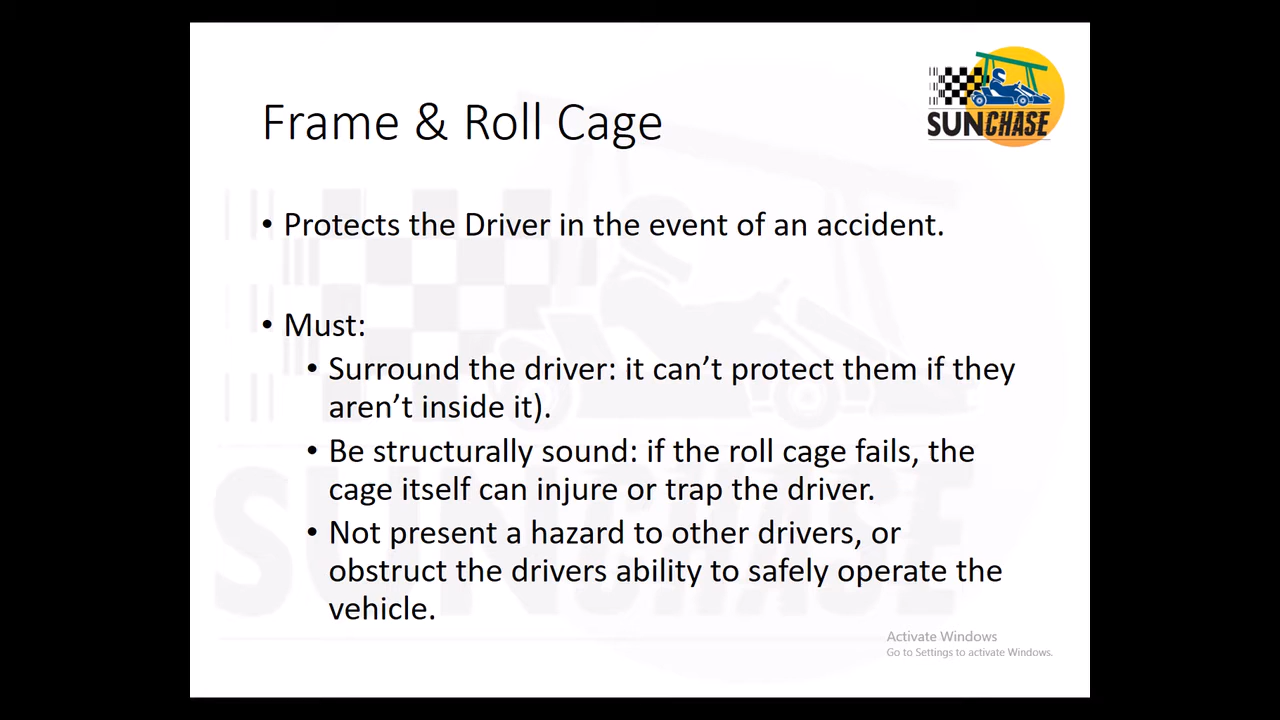 SUNCHASE
Frame & Roll Cage
• Protects the Driver in the event of an accident.
• Must:
• Surround the driver: it can’t protect them if they
aren’t inside it).
• Be structurally sound: if the roll cage fails, the
cage itself can injure or trap the driver.
• Not present a hazard to other drivers, or
obstruct the drivers ability to safely operate the
vehicle.
SUNCHASE
Activate Windows
Go to Settings to activate Windows.